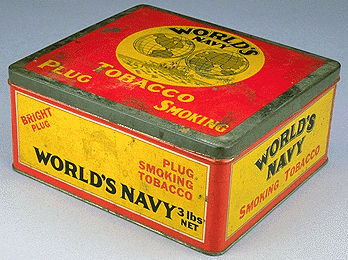 WORLD'S
NAVY
PLUG
TOBACCO
SMOKING
BRIGHT
PLUG
PLUG
SMOKING
TOBACCO
WORLD'S NAVY 3 lbs
NET
WORLD'S
NAVY
SMOKING TOBACCO